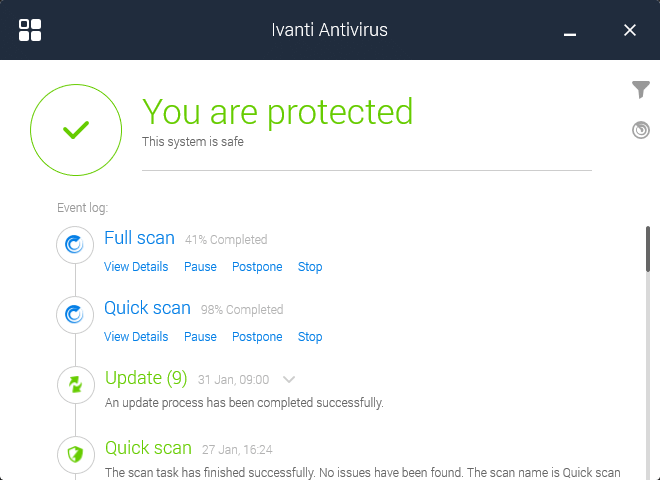 Ivanti Antivirus
You are protected
This system is safe
Event log:
Full scan 41% Completed
View Details Pause Postpone Stop
Quick scan 98% Completed
View Details Pause Postpone Stop
Update (9) 31 Jan, 09:00
An update process has been completed successfully.
Quick scan 27 Jan, 16:24
The scan task has finished successfully. No issues have been found. The scan name is Quick scan